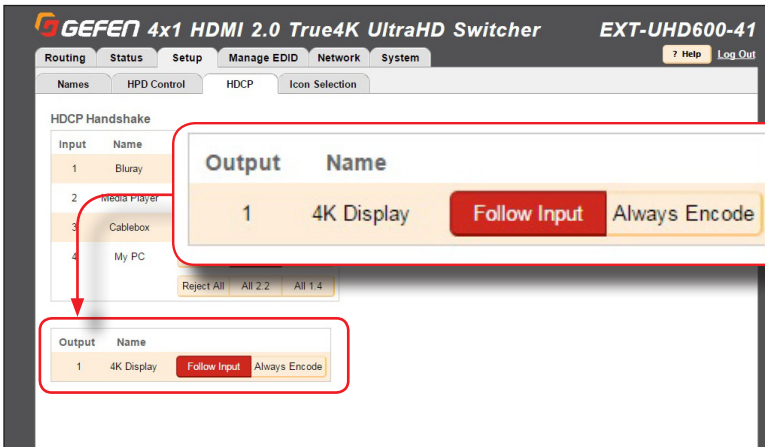 GEFEN 4x1 HDMI 2.0 True4K UltraHD Switcher EXT-UHD600-41
Routing Status Setup Manage EDID Network System ? Help Log Out
Names HPD Control HDCP Icon Selection
HDCP Handshake
Input Name
1 Bluray
2 Media Player
3 Cablebox
4 My PC
Reject All All 2.2 All 1.4
Output Name
1 4K Display Follow Input Always Encode
Output Name
1 4K Display Follow Input Always Encode